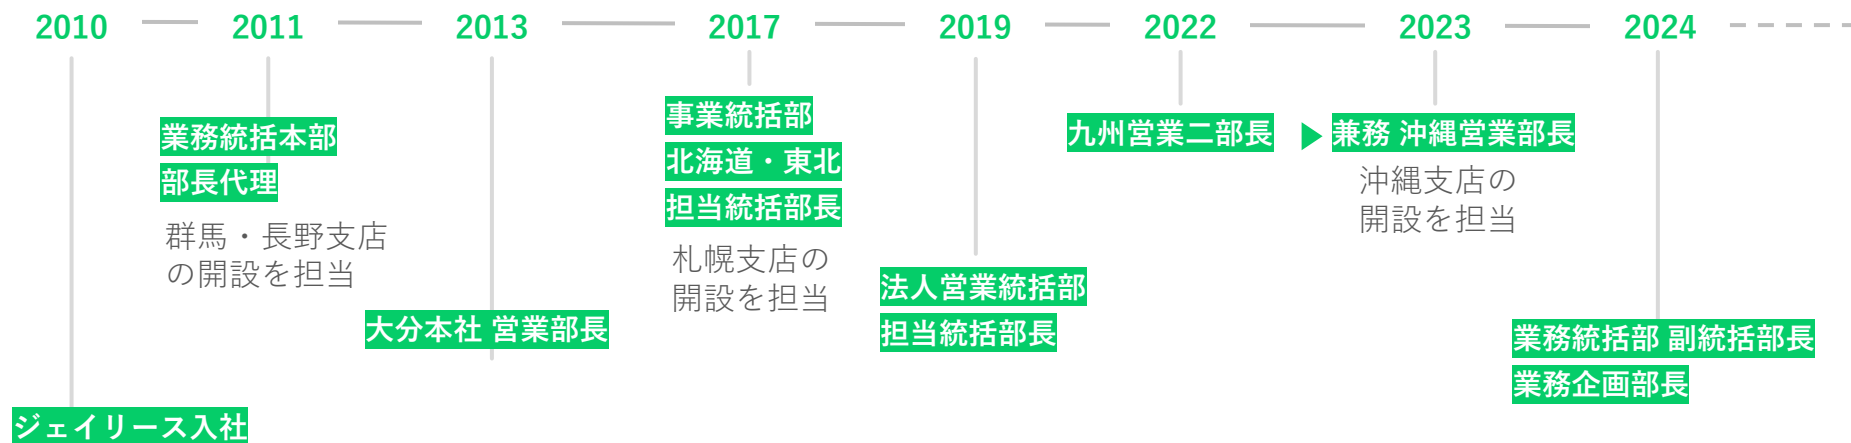 2010
2011
2013
2017
2019
2022
2023
2024
ジェイリース入社
業務統括本部
部長代理
群馬・長野支店
の開設を担当
大分本社 営業部長
事業統括部
北海道・東北
担当統括部長
札幌支店の
開設を担当
法人営業統括部
担当統括部長
九州営業二部長
兼務 沖縄営業部長
沖縄支店の
開設を担当
業務統括部 副統括部長
業務企画部長